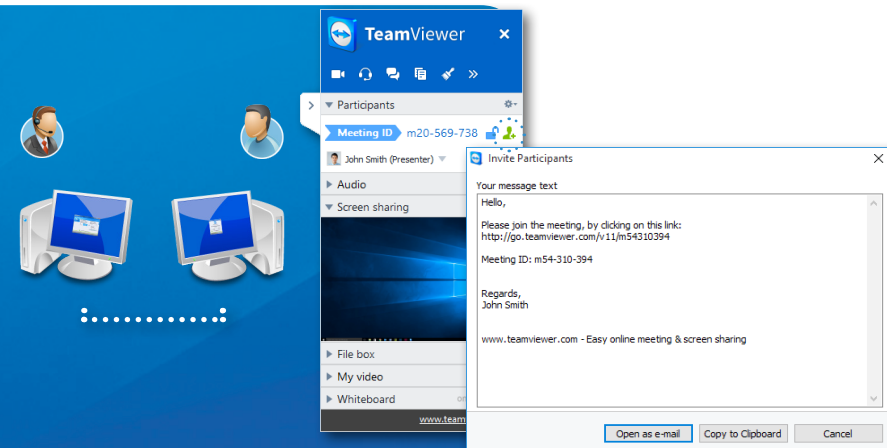 TeamViewer
Participants
Meeting ID m20-569-738
John Smith (Presenter)
Audio
Screen sharing
File box
My video
Whiteboard
www.team
Invite Participants
Your message text
Hello,
Please join the meeting, by clicking on this link:
http://go.teamviewer.com/v11/m54310394
Meeting ID: m54-310-394
Regards,
John Smith
www.teamviewer.com - Easy online meeting & screen sharing
Open as e-mail Copy to Clipboard Cancel